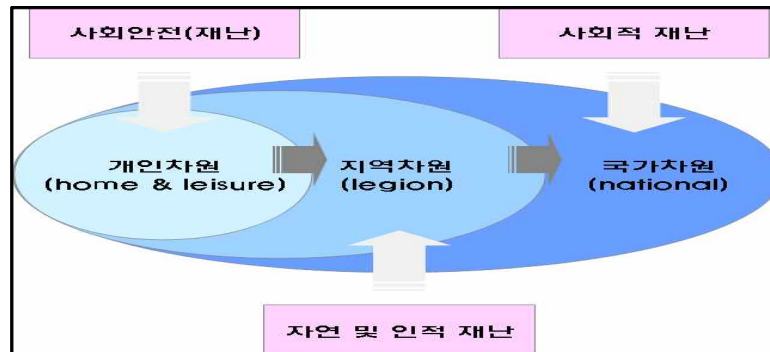 사회안전(재난)
사회적 재난
개인차원
(home & leisure)
지역차원
(legion)
국가차원
(national)
자연 및 인적 재난